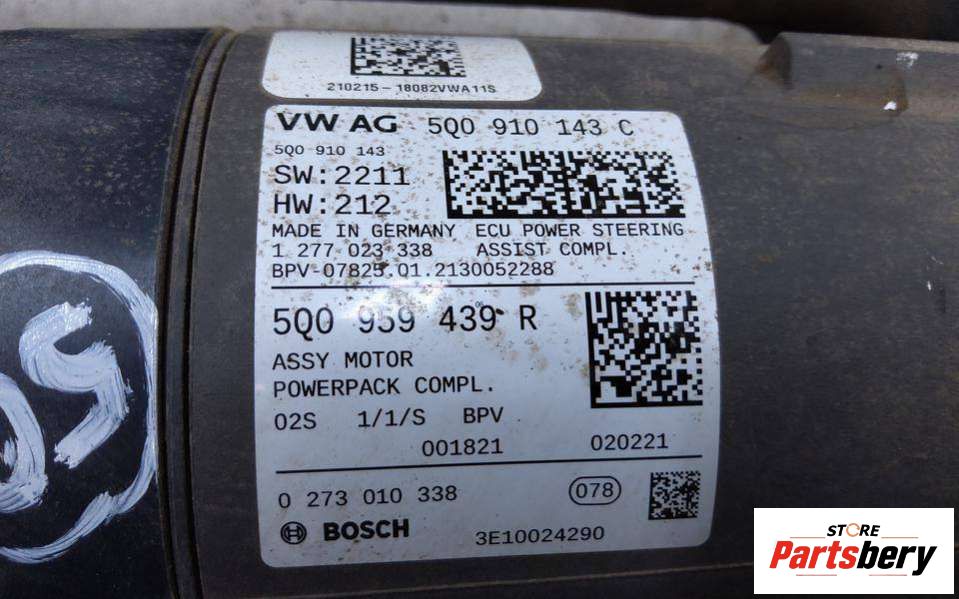 210215-18082VWA11S
VW AG 5Q0 910 143 C
5Q0 910 143
SW:2211
HW:212
MADE IN GERMANY ECU POWER STEERING
1 277 023 338 ASSIST COMPL.
BPV-07825.01.2130052288
5Q0 959 439 R
ASSY MOTOR
POWERPACK COMPL.
02S 1/1/S BPV
001821 020221
0 273 010 338 078
BOSCH 3E10024290
STORE
Partsbery